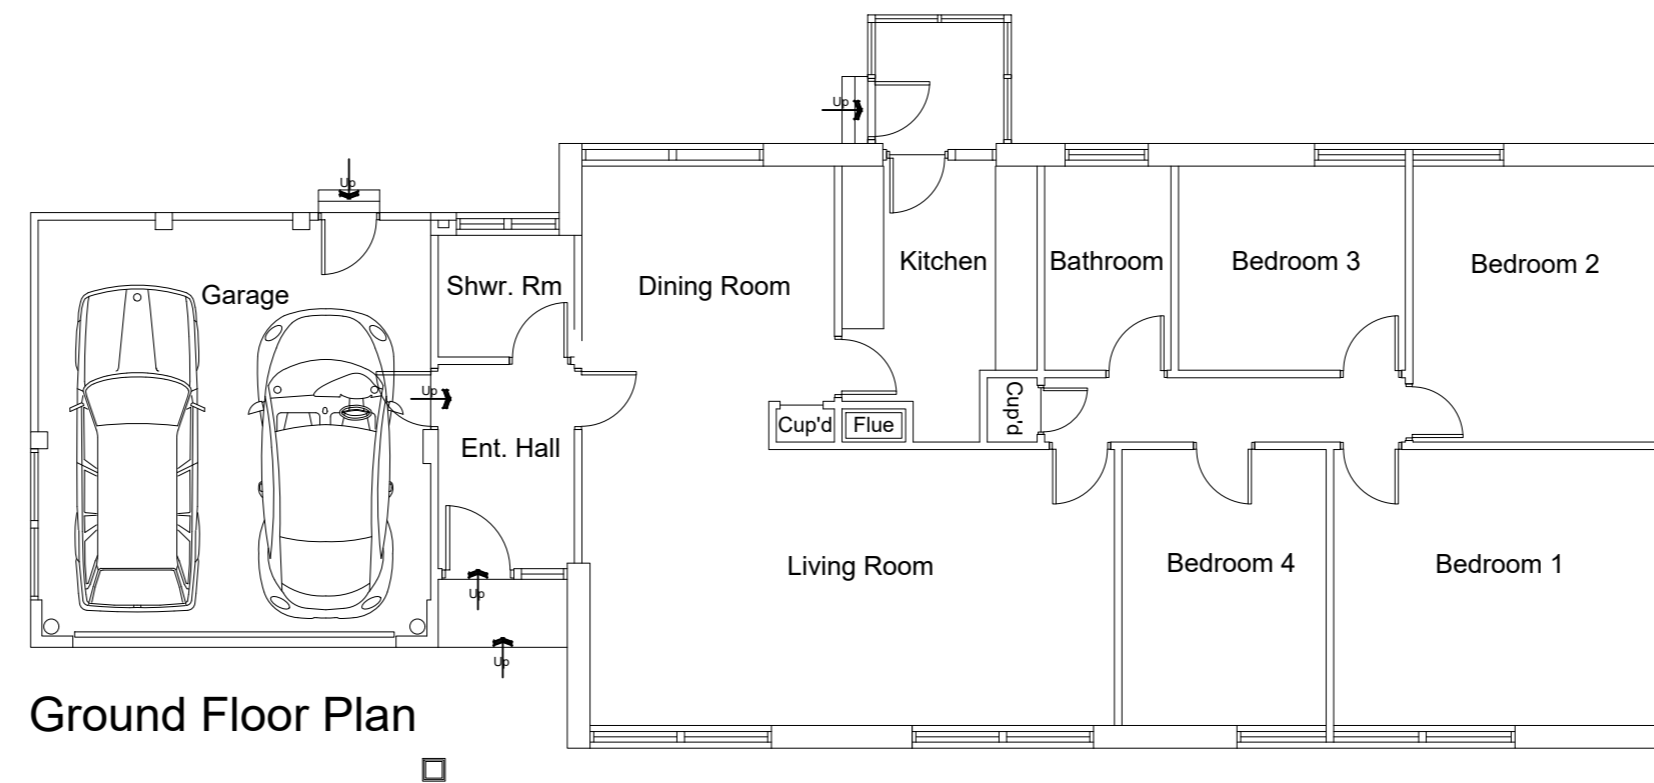 Up
Up
Garage
Shwr. Rm
Dining Room
Kitchen
Bathroom
Bedroom 3
Bedroom 2
Up
Cup'd
Flue
Cup'd
Ent. Hall
Living Room
Bedroom 4
Bedroom 1
Up
Up
Ground Floor Plan